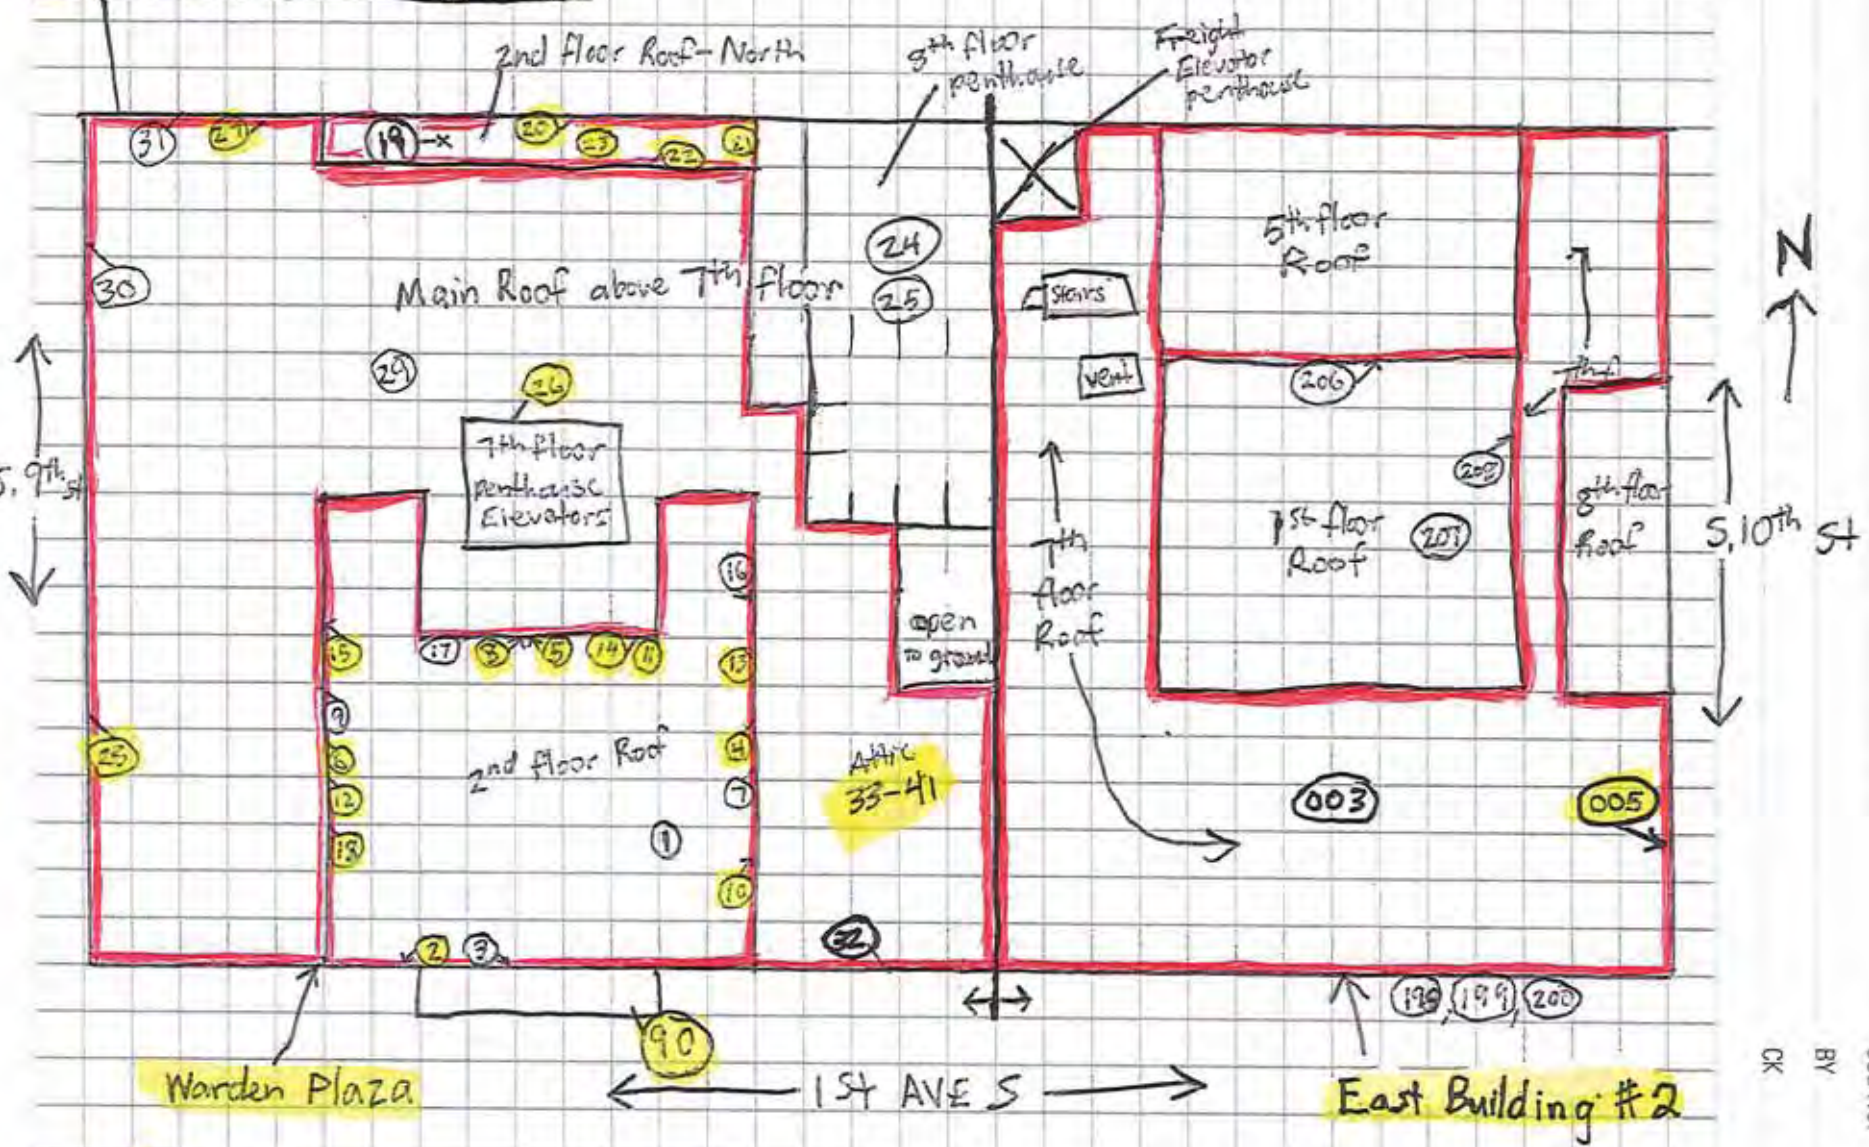 2nd floor Roof-North
8th floor
penthouse
Freight
Elevator
penthouse
31
27
19 -x
20
23
22
21
24
25
5th floor
Roof
N
30
Main Roof above 7th floor
stairs
29
26
vent
206
7th floor
penthouse
Elevators
S. 9th st
208
8th floor
Roof
1st floor
Roof
207
S, 10th St
7th
floor
Roof
16
open
to ground
15
17
8
5
14
11
13
9
6
12
18
2nd floor Roof
4
7
1
10
Attic
33-41
003
005
2
3
32
198, 199, 200
90
Warden Plaza
1st AVE S
East Building #2
BY
CK